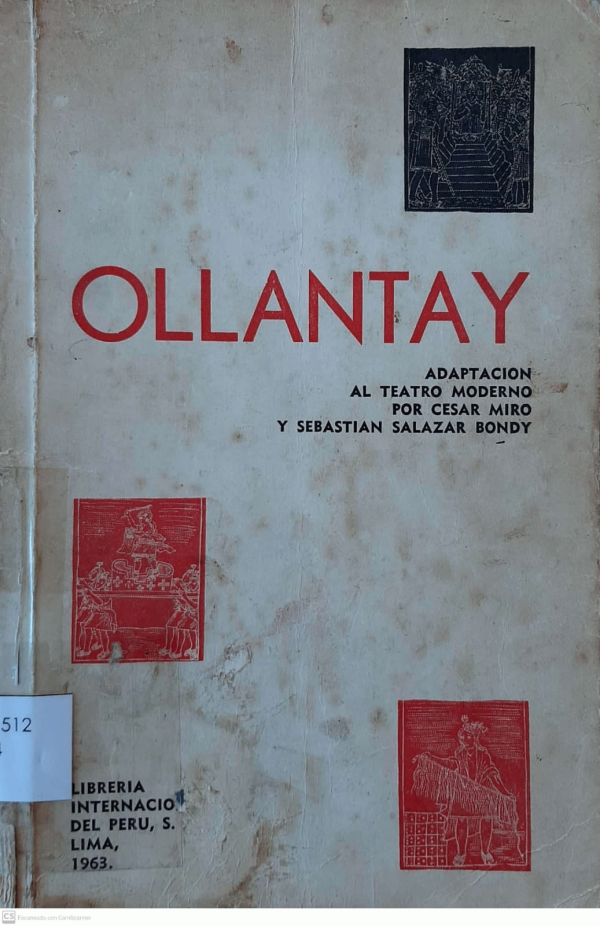 OLLANTAY
ADAPTACION
AL TEATRO MODERNO
POR CESAR MIRO
Y SEBASTIAN SALAZAR BONDY
512
4
LIBRERIA
INTERNACIO
DEL PERU, S.
LIMA,
1963.
CS Escaneado con CamScanner